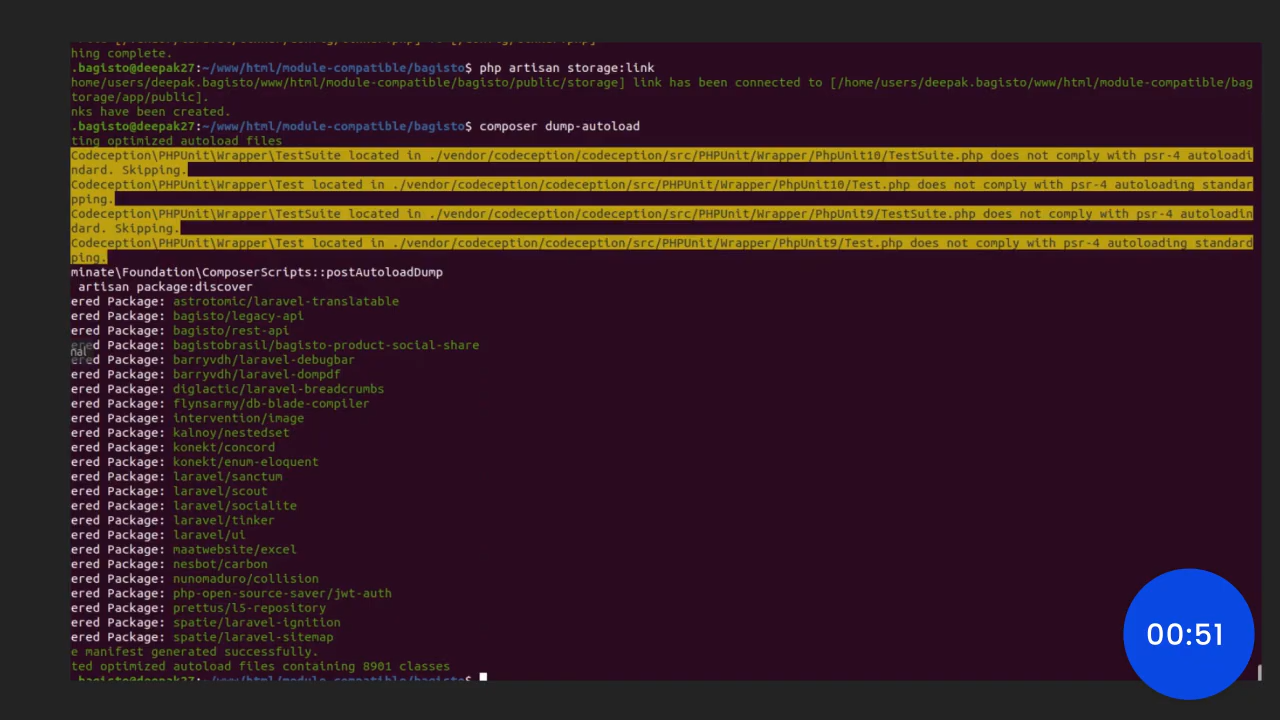 hing complete.
.bagisto@deepak27:~/www/html/module-compatible/bagisto$ php artisan storage:link
home/users/deepak.bagisto/www/html/module-compatible/bagisto/public/storage] link has been connected to [/home/users/deepak.bagisto/www/html/module-compatible/bag
torage/app/public].
nks have been created.
.bagisto@deepak27:~/www/html/module-compatible/bagisto$ composer dump-autoload
ting optimized autoload files
Codeception\PHPUnit\Wrapper\TestSuite located in ./vendor/codeception/codeception/src/PHPUnit/Wrapper/PhpUnit10/TestSuite.php does not comply with psr-4 autoloadi
ndard. Skipping.
Codeception\PHPUnit\Wrapper\Test located in ./vendor/codeception/codeception/src/PHPUnit/Wrapper/PhpUnit10/Test.php does not comply with psr-4 autoloading standar
pping.
Codeception\PHPUnit\Wrapper\TestSuite located in ./vendor/codeception/codeception/src/PHPUnit/Wrapper/PhpUnit9/TestSuite.php does not comply with psr-4 autoloadin
dard. Skipping.
Codeception\PHPUnit\Wrapper\Test located in ./vendor/codeception/codeception/src/PHPUnit/Wrapper/PhpUnit9/Test.php does not comply with psr-4 autoloading standard
ping.
minate\Foundation\ComposerScripts::postAutoloadDump
artisan package:discover
ered Package: astrotomic/laravel-translatable
ered Package: bagisto/legacy-api
ered Package: bagisto/rest-api
ered Package: bagistobrasil/bagisto-product-social-share
nal
ered Package: barryvdh/laravel-debugbar
ered Package: barryvdh/laravel-dompdf
ered Package: diglactic/laravel-breadcrumbs
ered Package: flynsarmy/db-blade-compiler
ered Package: intervention/image
ered Package: kalnoy/nestedset
ered Package: konekt/concord
ered Package: konekt/enum-eloquent
ered Package: laravel/sanctum
ered Package: laravel/scout
ered Package: laravel/socialite
ered Package: laravel/tinker
ered Package: laravel/ui
ered Package: maatwebsite/excel
ered Package: nesbot/carbon
ered Package: nunomaduro/collision
ered Package: php-open-source-saver/jwt-auth
ered Package: prettus/l5-repository
ered Package: spatie/laravel-ignition
ered Package: spatie/laravel-sitemap
e manifest generated successfully.
ted optimized autoload files containing 8901 classes
.bagisto@deepak27:~/www/html/module-compatible/bagisto$
00:51